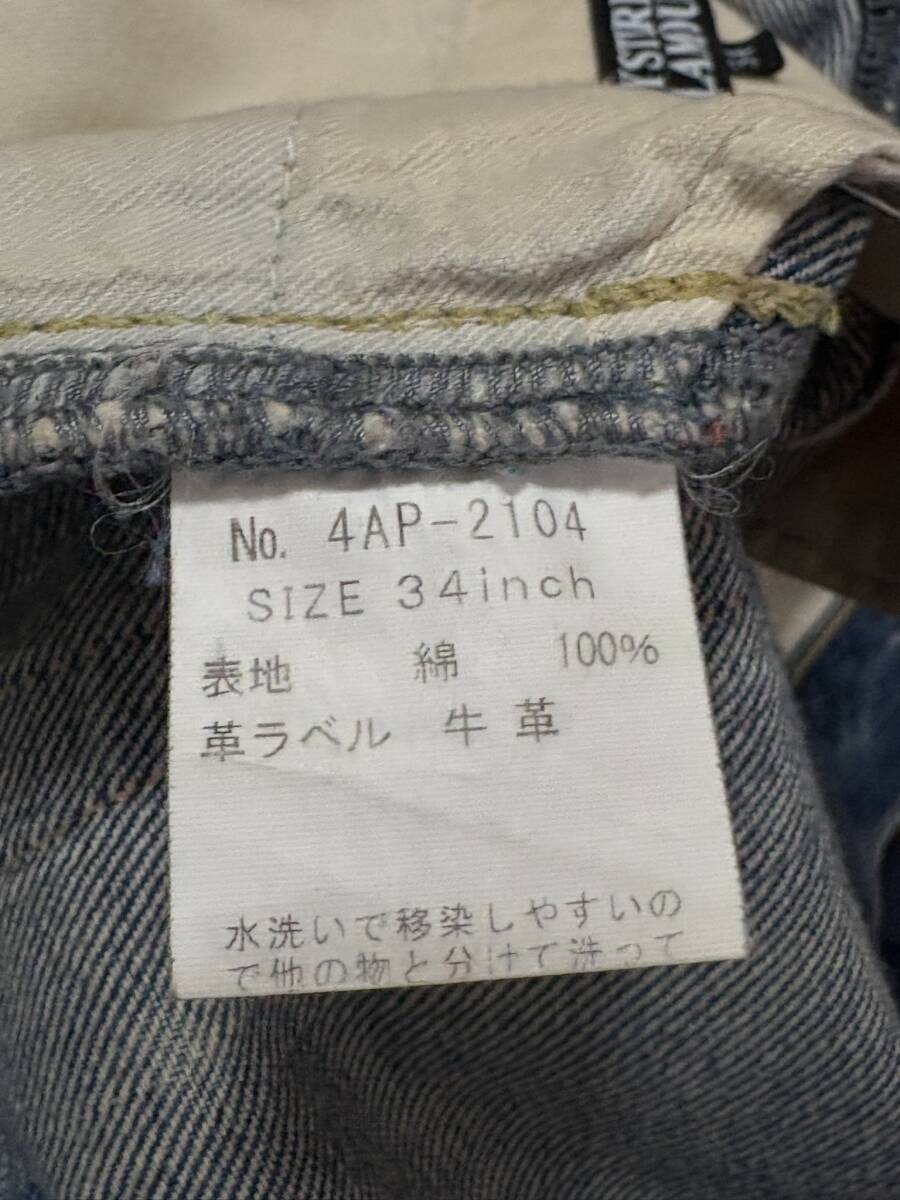 No. 4AP-2104
SIZE 34inch
表地 綿 100%
革ラベル 牛革
水洗いで移染しやすいの
で他の物と分けて洗って